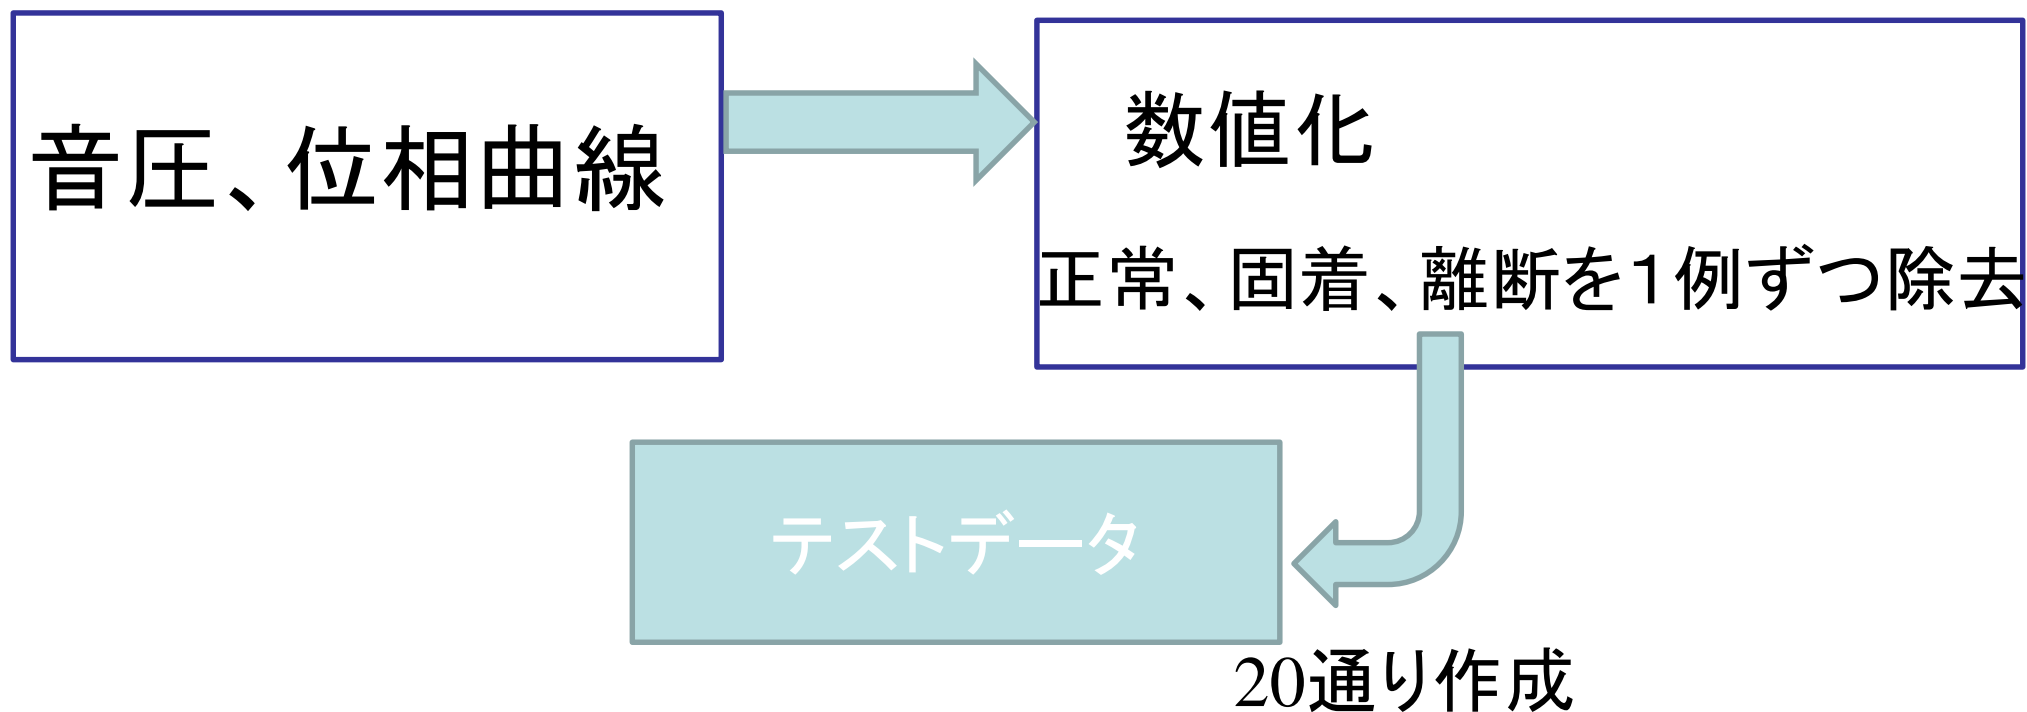 音圧、位相曲線
数値化
正常、固着、離断を１例ずつ除去
テストデータ
20通り作成